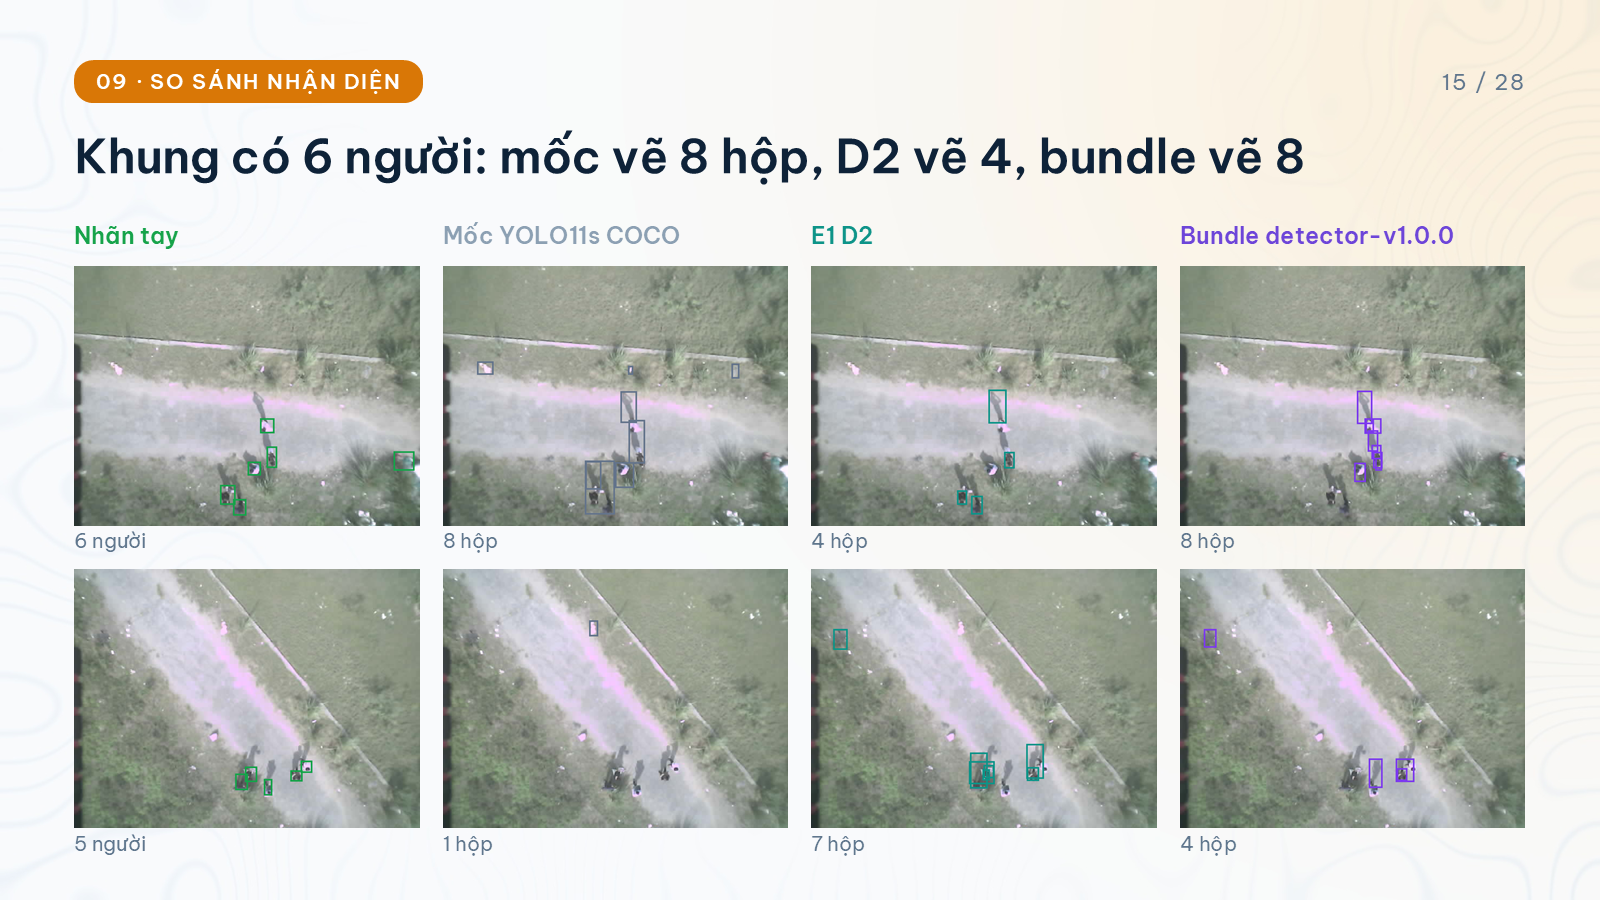 09 · SO SÁNH NHẬN DIỆN
15 / 28
Khung có 6 người: mốc vẽ 8 hộp, D2 vẽ 4, bundle vẽ 8
Nhãn tay
Mốc YOLO11s COCO
E1 D2
Bundle detector-v1.0.0
6 người
8 hộp
4 hộp
8 hộp
5 người
1 hộp
7 hộp
4 hộp